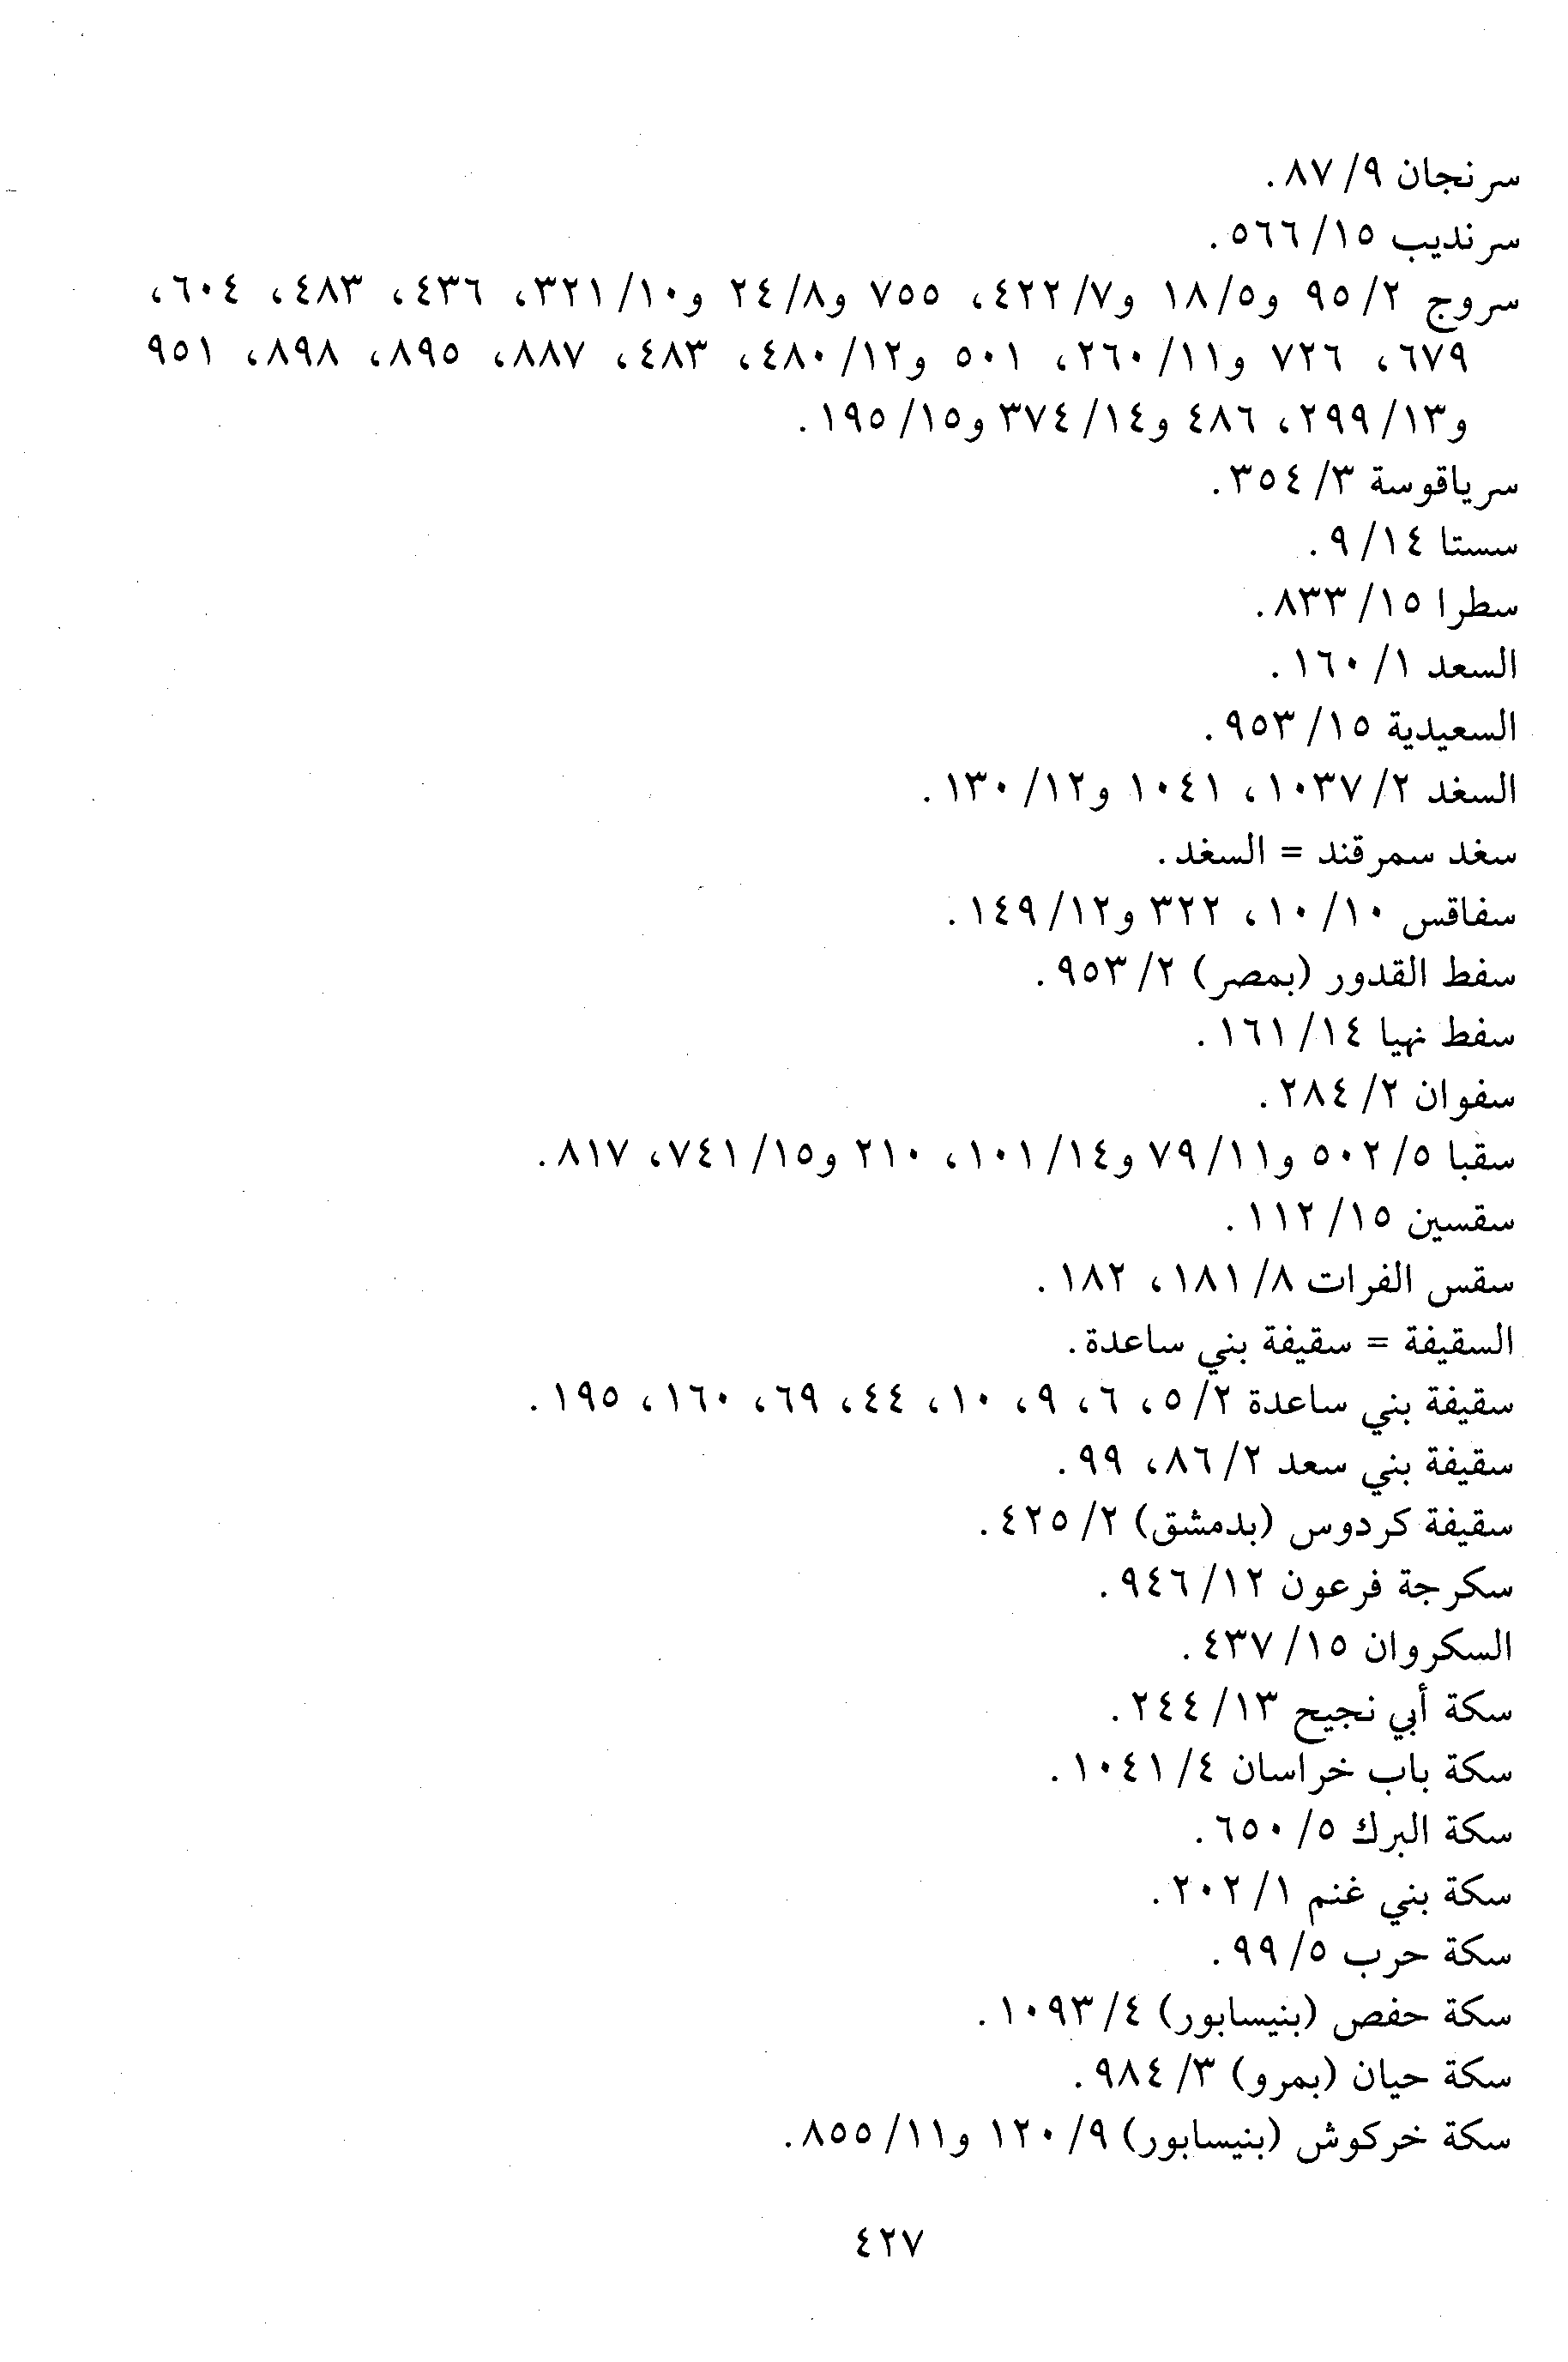 سرنجان ٩/ ٨٧.
سرنديب ١٥/ ٥٦٦.
سروج ٢/ ٩٥ و٥/ ١٨ و٧/ ٤٢٢، ٧٥٥ و٨/ ٢٤ و١٠/ ٣٢١، ٤٣٦، ٤٨٣، ٦٠٤،
٦٧٩، ٧٢٦ و١١/ ٢٦٠، ٥٠١ و١٢/ ٤٨٠، ٤٨٣، ٨٨٧، ٨٩٥، ٨٩٨، ٩٥١
و١٣/ ٢٩٩، ٤٨٦ و١٤/ ٣٧٤ و١٥/ ١٩٥.
سرياقوسة ٣/ ٣٥٤.
سستا ١٤/ ٩.
سطرا ١٥/ ٨٣٣.
السعد ١/ ١٦٠.
السعيدية ١٥/ ٩٥٣.
السغد ٢/ ١٠٣٧، ١٠٤١ و١٢/ ١٣٠.
سغد سمرقند = السغد.
سفاقس ١٠/ ١٠، ٣٢٢ و١٢/ ١٤٩.
سفط القدور (بمصر) ٢/ ٩٥٣.
سفط نهيا ١٤/ ١٦١.
سفوان ٢/ ٢٨٤.
سقبا ٥/ ٥٠٢ و١١/ ٧٩ و١٤/ ١٠١، ٢١٠ و١٥/ ٧٤١، ٨١٧.
سقسين ١٥/ ١١٢.
سقس الفرات ٨/ ١٨١، ١٨٢.
السقيفة = سقيفة بني ساعدة.
سقيفة بني ساعدة ٢/ ٥، ٦، ٩، ١٠، ٤٤، ٦٩، ١٦٠، ١٩٥.
سقيفة بني سعد ٢/ ٨٦، ٩٩.
سقيفة كردوس (بدمشق) ٢/ ٤٢٥.
سكرجة فرعون ١٢/ ٩٤٦.
السكروان ١٥/ ٤٣٧.
سكة أبي نجيح ١٣/ ٢٤٤.
سكة باب خراسان ٤/ ١٠٤١.
سكة البرك ٥/ ٦٥٠.
سكة بني غنم ١/ ٢٠٢.
سكة حرب ٥/ ٩٩.
سكة حفص (بنيسابور) ٤/ ١٠٩٣.
سكة حيان (بمرو) ٣/ ٩٨٤.
سكة خركوش (بنيسابور) ٩/ ١٢٠ و١١/ ٨٥٥.
٤٢٧